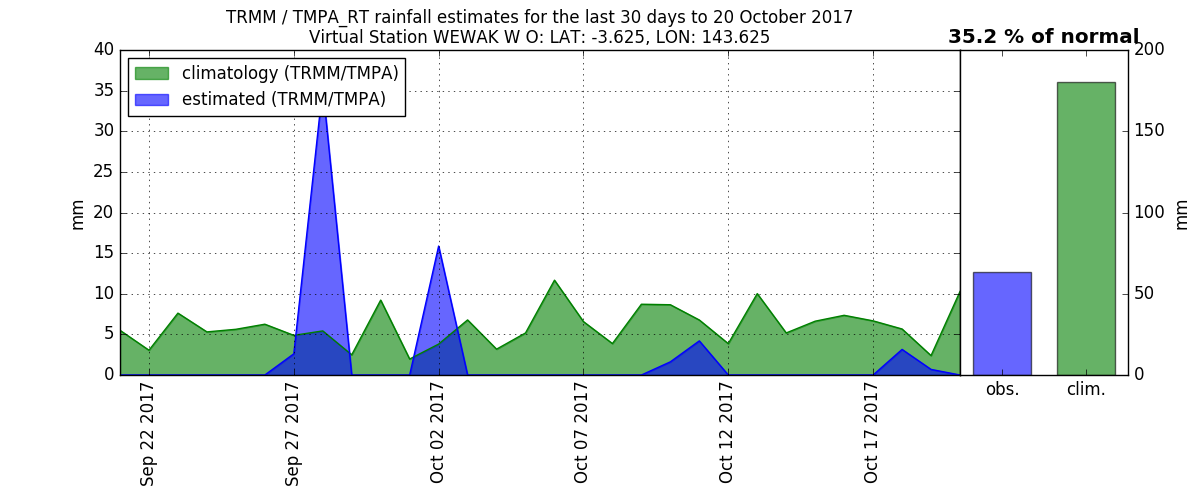 TRMM / TMPA_RT rainfall estimates for the last 30 days to 20 October 2017
Virtual Station WEWAK W O: LAT: -3.625, LON: 143.625
35.2 % of normal
climatology (TRMM/TMPA)
estimated (TRMM/TMPA)
40
35
30
25
20
15
10
5
0
mm
Sep 22 2017
Sep 27 2017
Oct 02 2017
Oct 07 2017
Oct 12 2017
Oct 17 2017
obs.
clim.
200
150
100
50
0
mm